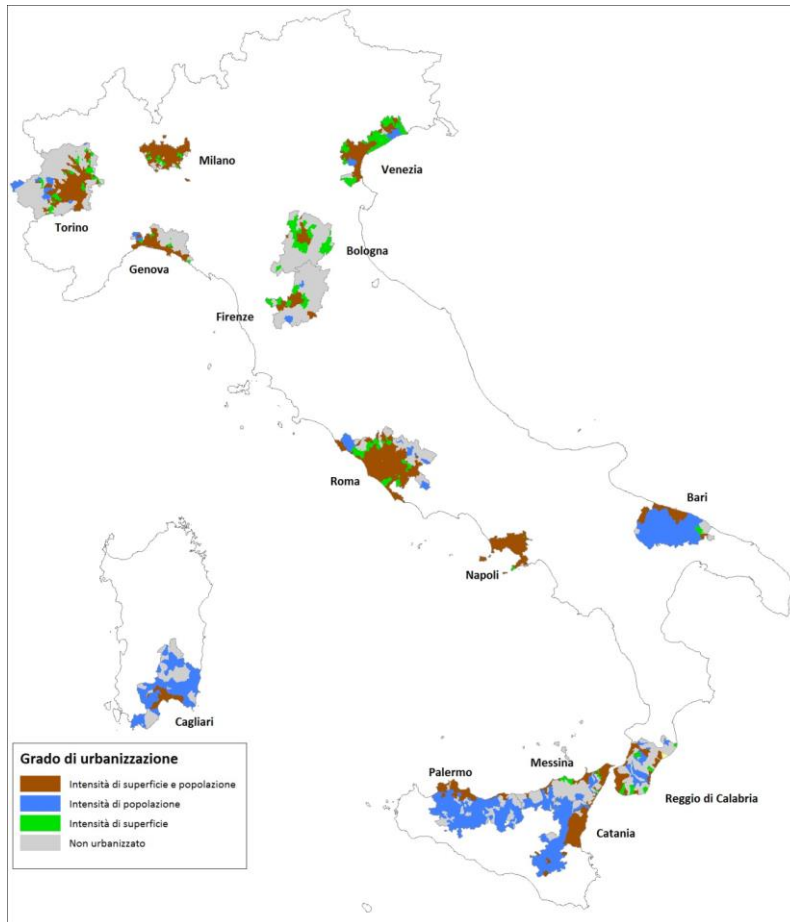 Milano
Venezia
Torino
Bologna
Genova
Firenze
Roma
Bari
Napoli
Cagliari
Grado di urbanizzazione
Intensità di superficie e popolazione
Intensità di popolazione
Intensità di superficie
Non urbanizzato
Messina
Palermo
Reggio di Calabria
Catania